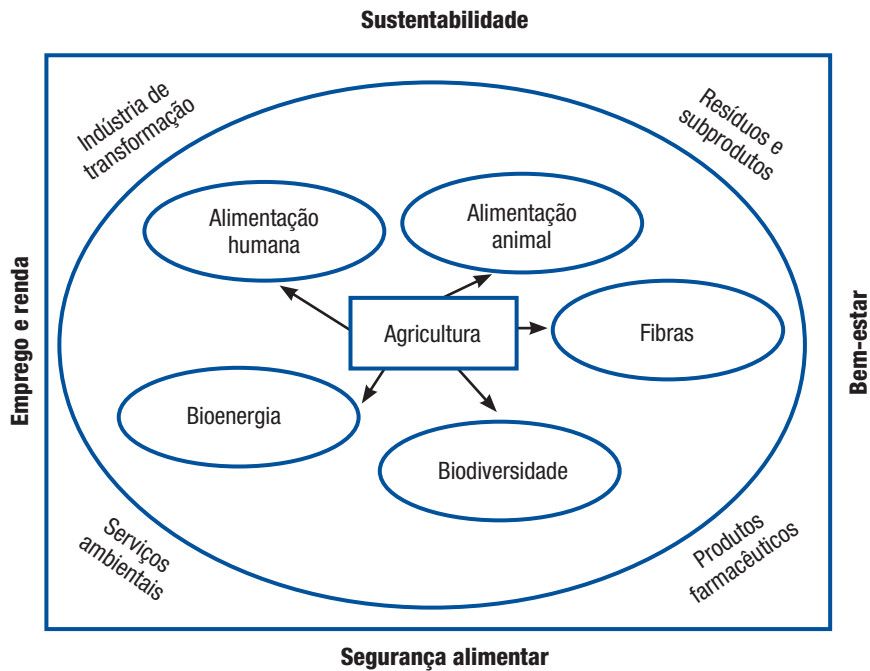 Sustentabilidade
Indústria de
transformação
Resíduos e
subprodutos
Alimentação
humana
Alimentação
animal
Emprego e renda
Agricultura
Fibras
Bem-estar
Bioenergia
Biodiversidade
Serviços
ambientais
Produtos
farmacêuticos
Segurança alimentar